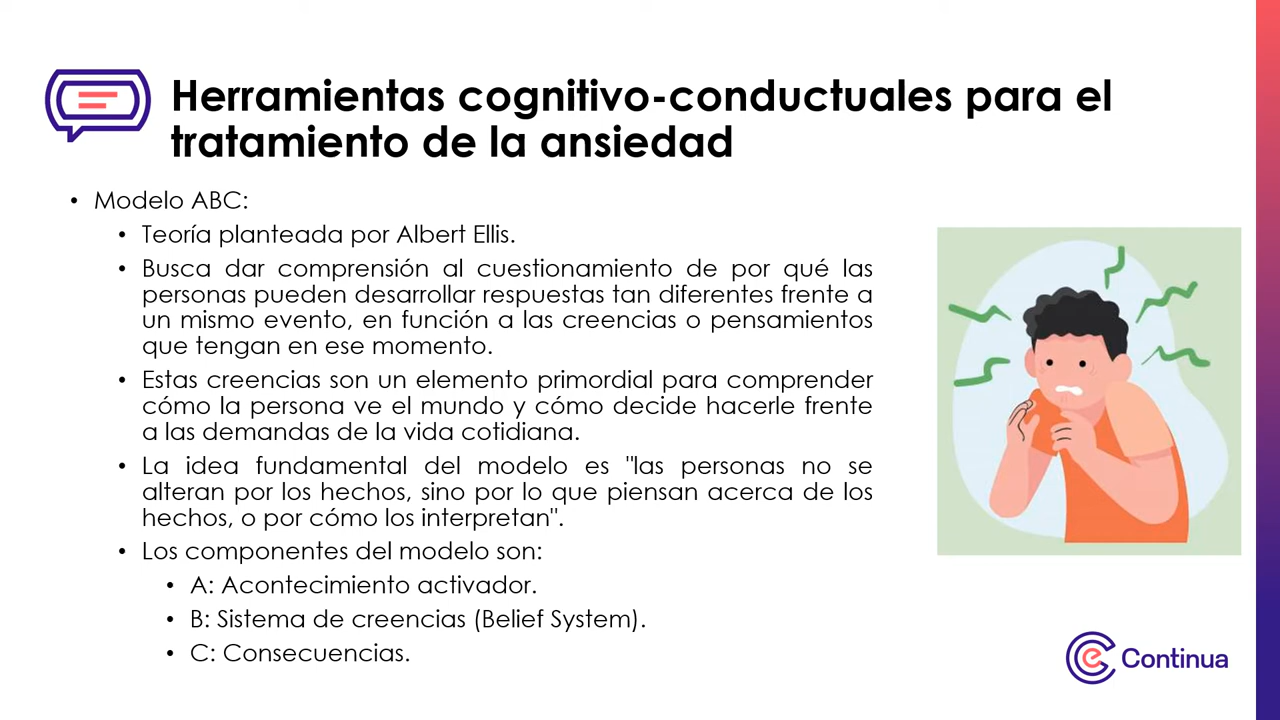 Herramientas cognitivo-conductuales para el
tratamiento de la ansiedad
• Modelo ABC:
• Teoría planteada por Albert Ellis.
• Busca dar comprensión al cuestionamiento de por qué las
personas pueden desarrollar respuestas tan diferentes frente a
un mismo evento, en función a las creencias o pensamientos
que tengan en ese momento.
• Estas creencias son un elemento primordial para comprender
cómo la persona ve el mundo y cómo decide hacerle frente
a las demandas de la vida cotidiana.
• La idea fundamental del modelo es "las personas no se
alteran por los hechos, sino por lo que piensan acerca de los
hechos, o por cómo los interpretan".
• Los componentes del modelo son:
• A: Acontecimiento activador.
• B: Sistema de creencias (Belief System).
• C: Consecuencias.
Continua